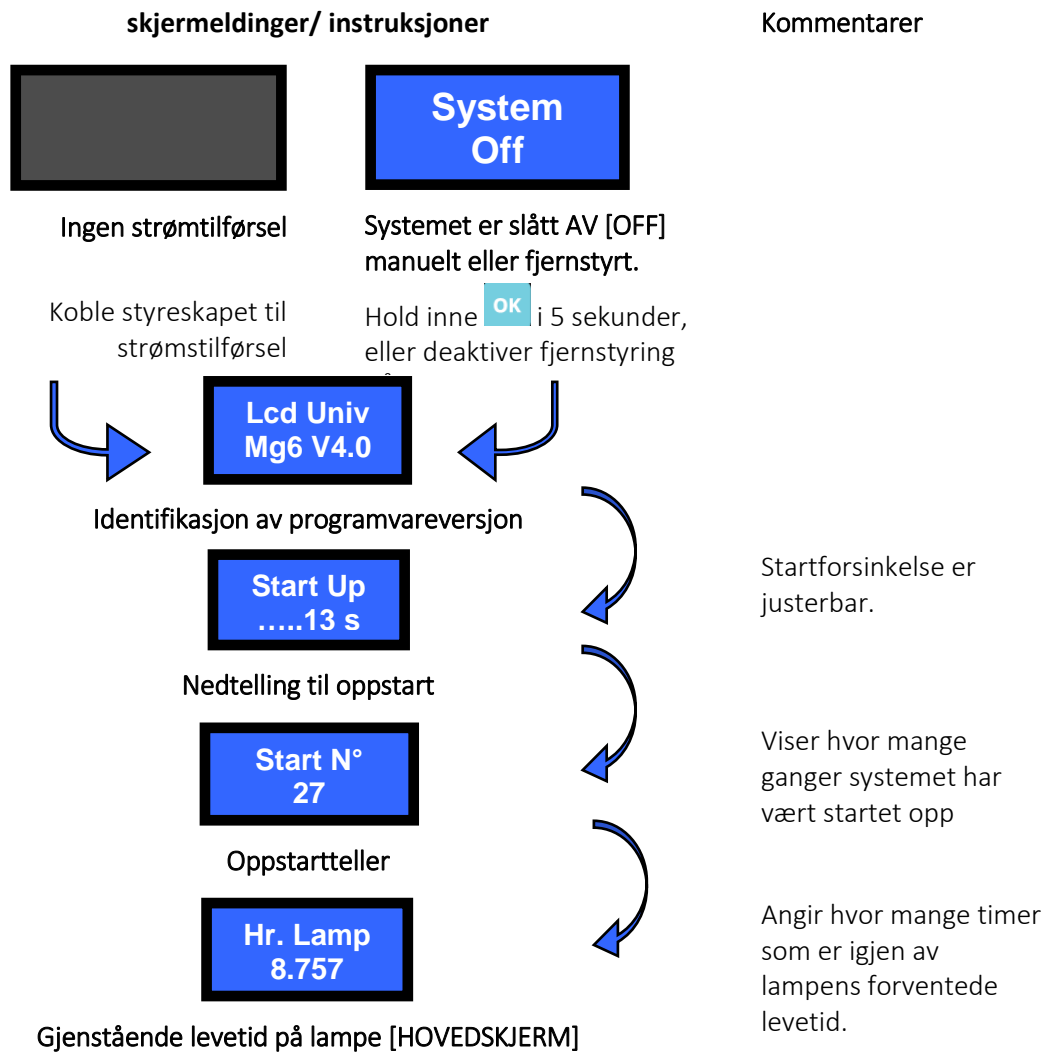 skjermeldinger/ instruksjoner
Kommentarer
System
Off
Ingen strømtilførsel
Systemet er slått AV [OFF]
manuelt eller fjernstyrt.
Koble styreskapet til
strømstilførsel
Hold inne OK i 5 sekunder,
eller deaktiver fjernstyring
Lcd Univ
Mg6 V4.0
Identifikasjon av programvareversjon
Start Up
…..13 s
Startforsinkelse er
justerbar.
Nedtelling til oppstart
Start N°
27
Viser hvor mange
ganger systemet har
vært startet opp
Oppstartteller
Hr. Lamp
8.757
Angir hvor mange timer
som er igjen av
lampens forventede
levetid.
Gjenstående levetid på lampe [HOVEDSKJERM]